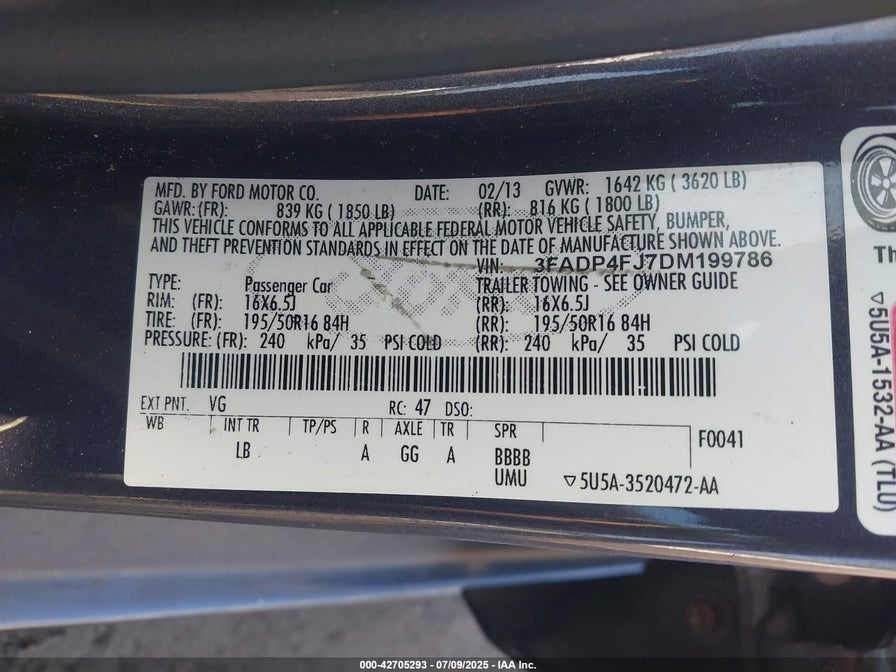 MFD. BY FORD MOTOR CO. DATE: 02/13 GVWR: 1642 KG ( 3620 LB)
GAWR:(FR): 839 KG ( 1850 LB) (RR): 816 KG ( 1800 LB)
THIS VEHICLE CONFORMS TO ALL APPLICABLE FEDERAL MOTOR VEHICLE SAFETY, BUMPER,
AND THEFT PREVENTION STANDARDS IN EFFECT ON THE DATE OF MANUFACTURE SHOWN ABOVE.
VIN: 3FADP4FJ7DM199786
TYPE: Passenger Car TRAILER TOWING - SEE OWNER GUIDE
RIM: (FR): 16X6.5J (RR): 16X6.5J
TIRE: (FR): 195/50R16 84H (RR): 195/50R16 84H
PRESSURE: (FR): 240 kPa/ 35 PSI COLD (RR): 240 kPa/ 35 PSI COLD
EXT PNT: VG RC: 47 DSO:
WB INT TR TP/PS R AXLE TR SPR
LB A GG A BBBB F0041
UMU ▽5U5A-3520472-AA
Th
▽5U5A-1532-AA (TLU)
000-42705293 | 07/09/2025 - IAA Inc.